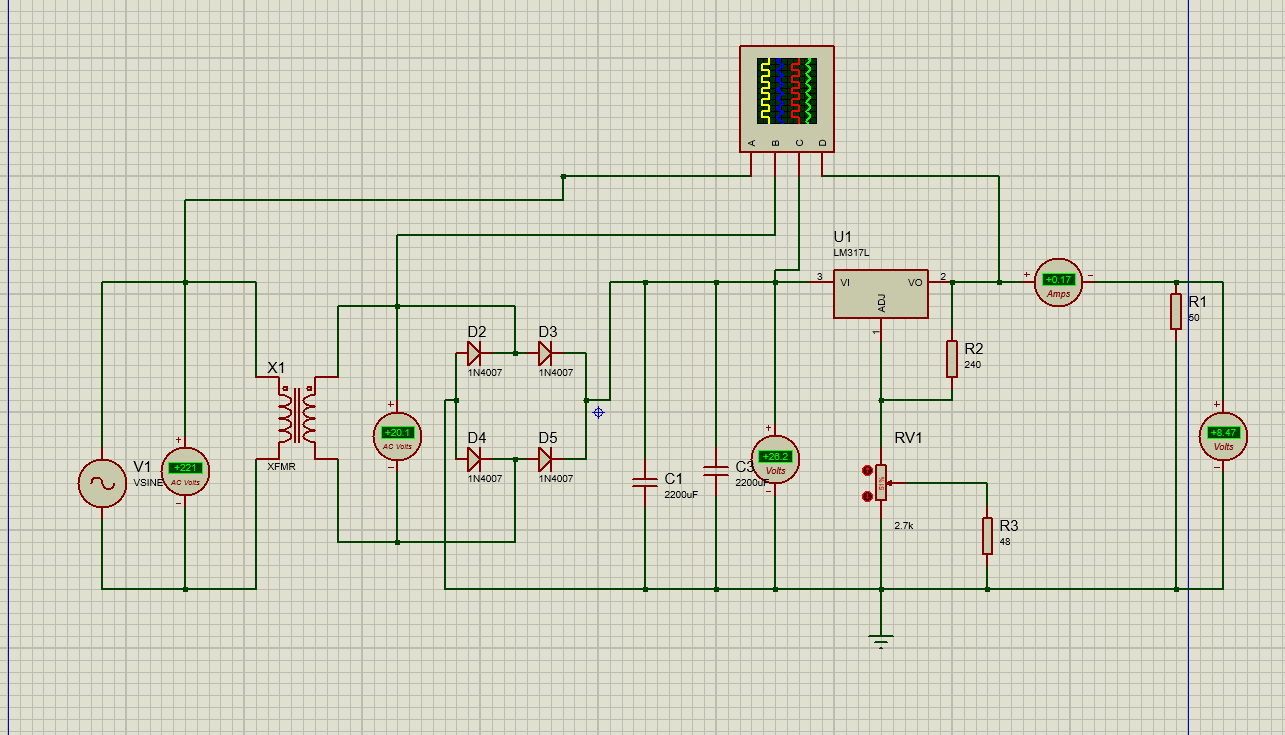 A
B
C
D
U1
LM317L
3
VI
VO
2
ADJ
1
+
+0.17
Amps
−
R1
50
D2
1N4007
D3
1N4007
R2
240
X1
XFMR
+
+20.1
AC Volts
−
+
+8.47
Volts
−
V1
VSINE
+
+221
AC Volts
−
D4
1N4007
D5
1N4007
C1
2200uF
C3
2200uF
+
+26.2
Volts
−
RV1
51%
2.7k
R3
48